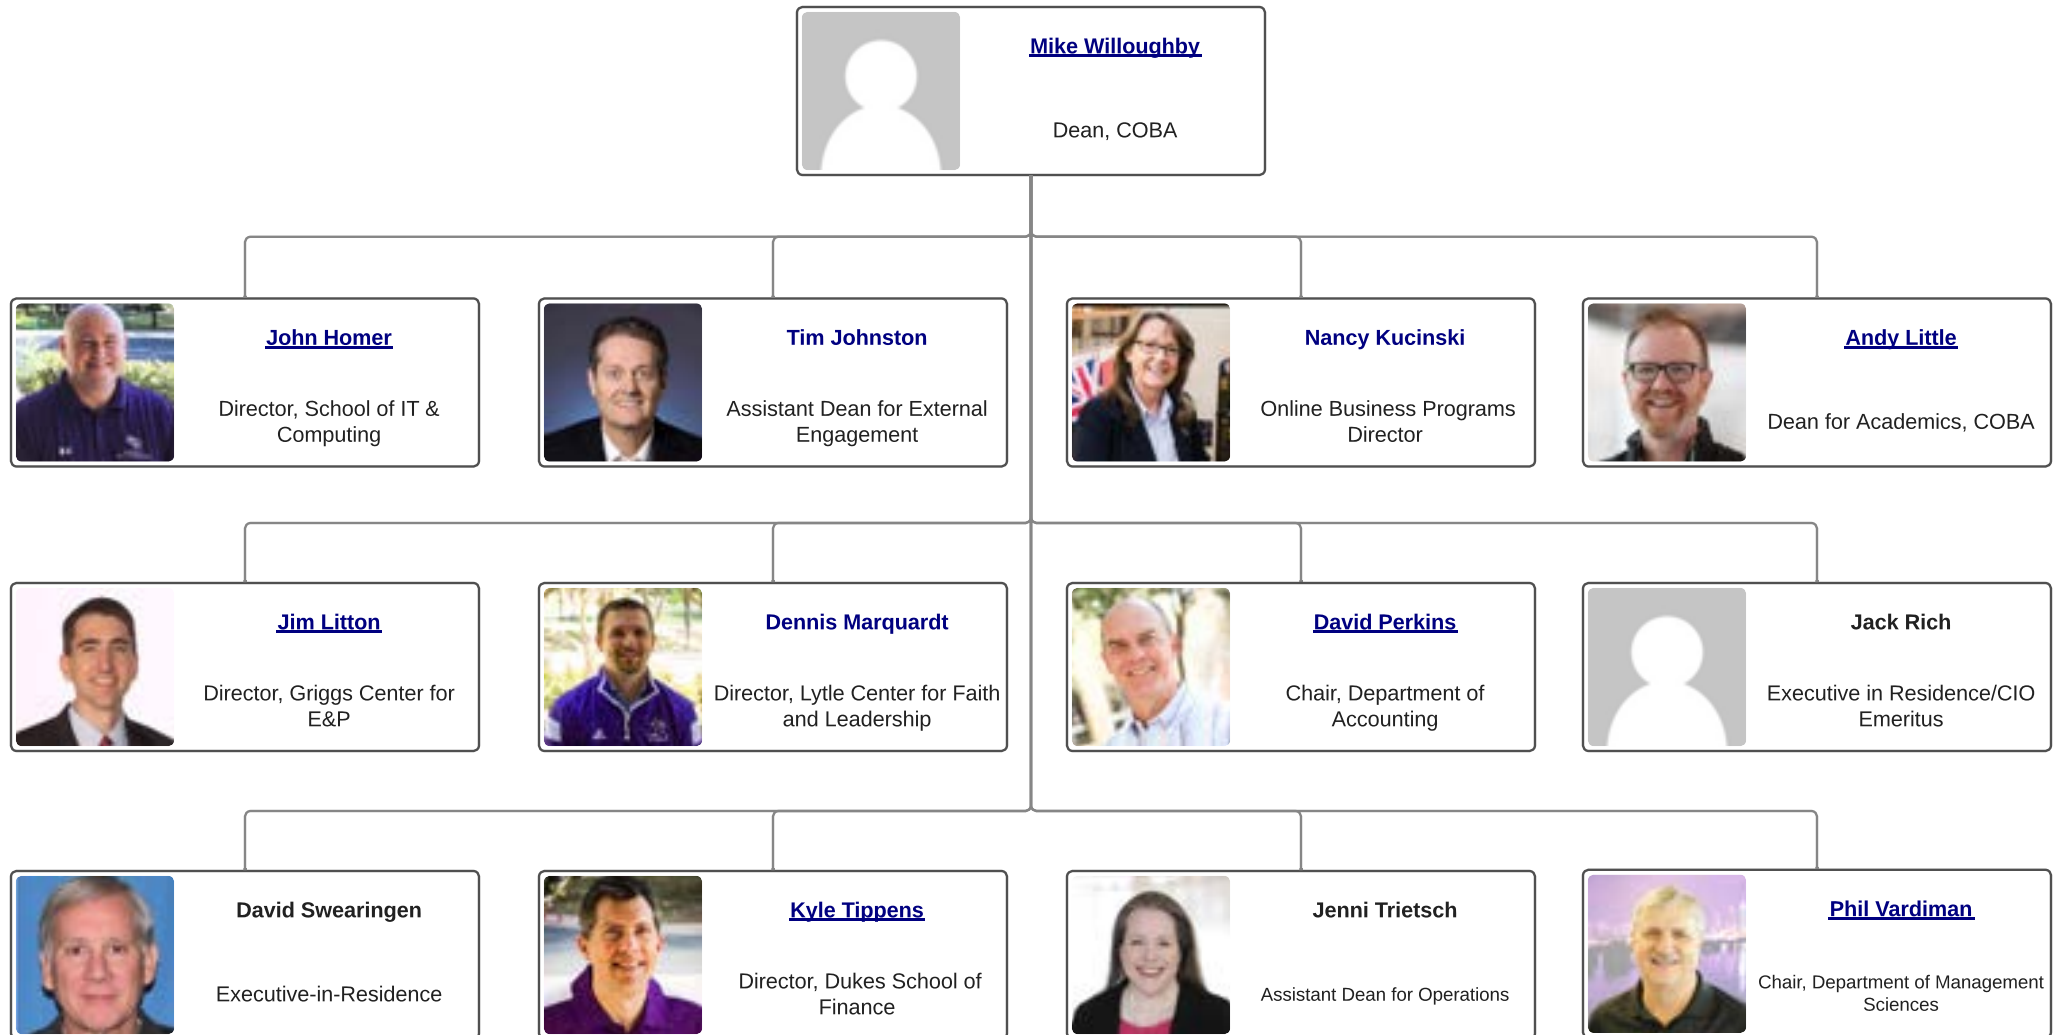 Mike Willoughby
Dean, COBA
John Homer
Director, School of IT &
Computing
Tim Johnston
Assistant Dean for External
Engagement
Nancy Kucinski
Online Business Programs
Director
Andy Little
Dean for Academics, COBA
Jim Litton
Director, Griggs Center for
E&P
Dennis Marquardt
Director, Lytle Center for Faith
and Leadership
David Perkins
Chair, Department of
Accounting
Jack Rich
Executive in Residence/CIO
Emeritus
David Swearingen
Executive-in-Residence
Kyle Tippens
Director, Dukes School of
Finance
Jenni Trietsch
Assistant Dean for Operations
Phil Vardiman
Chair, Department of Management
Sciences